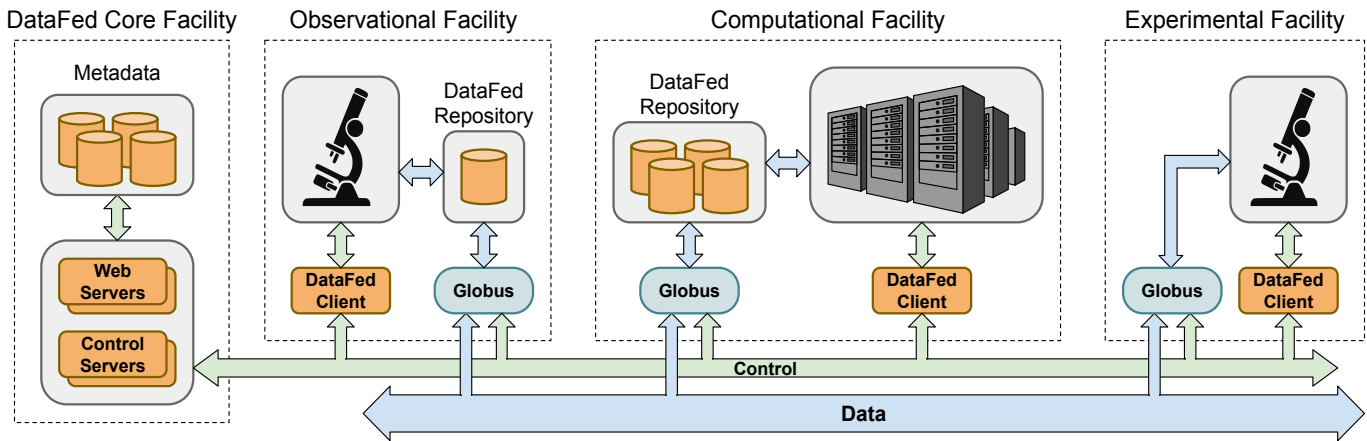 DataFed Core Facility
Metadata
Web
Servers
Control
Servers
Observational Facility
DataFed
Repository
DataFed
Client
Globus
Computational Facility
DataFed
Repository
Globus
DataFed
Client
Experimental Facility
Globus
DataFed
Client
Control
Data